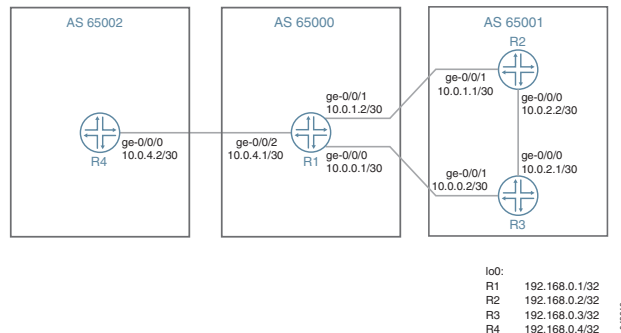 AS 65002
AS 65000
AS 65001
R2
ge-0/0/1
10.0.1.2/30
ge-0/0/1
10.0.1.1/30
ge-0/0/0
10.0.2.2/30
R4
ge-0/0/0
10.0.4.2/30
ge-0/0/2
10.0.4.1/30
R1
ge-0/0/0
10.0.0.1/30
ge-0/0/1
10.0.0.2/30
ge-0/0/0
10.0.2.1/30
R3
lo0:
R1 192.168.0.1/32
R2 192.168.0.2/32
R3 192.168.0.3/32
R4 192.168.0.4/32